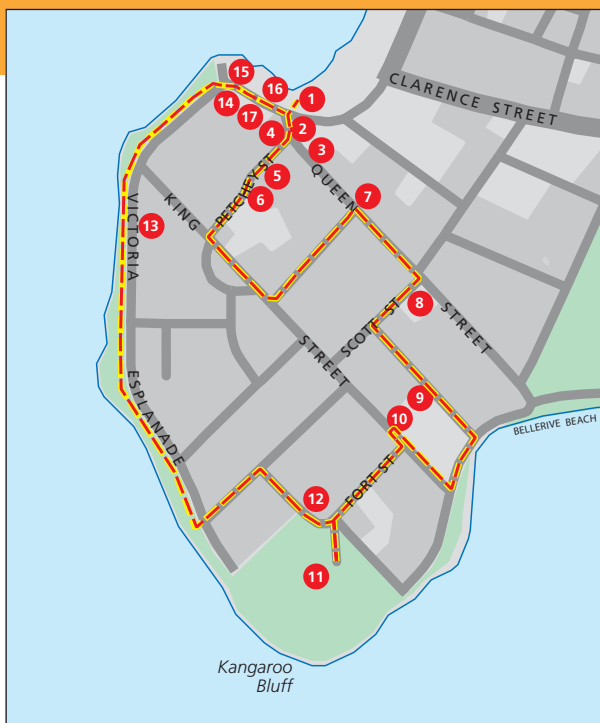 15
16
1
CLARENCE STREET
14
17
4
2
3
PETCHEY ST
5
QUEEN
6
7
KING
VICTORIA
13
8
SCOTT ST
STREET
STREET
9
ESPLANADE
10
BELLERIVE BEACH
FORT ST
12
11
Kangaroo
Bluff